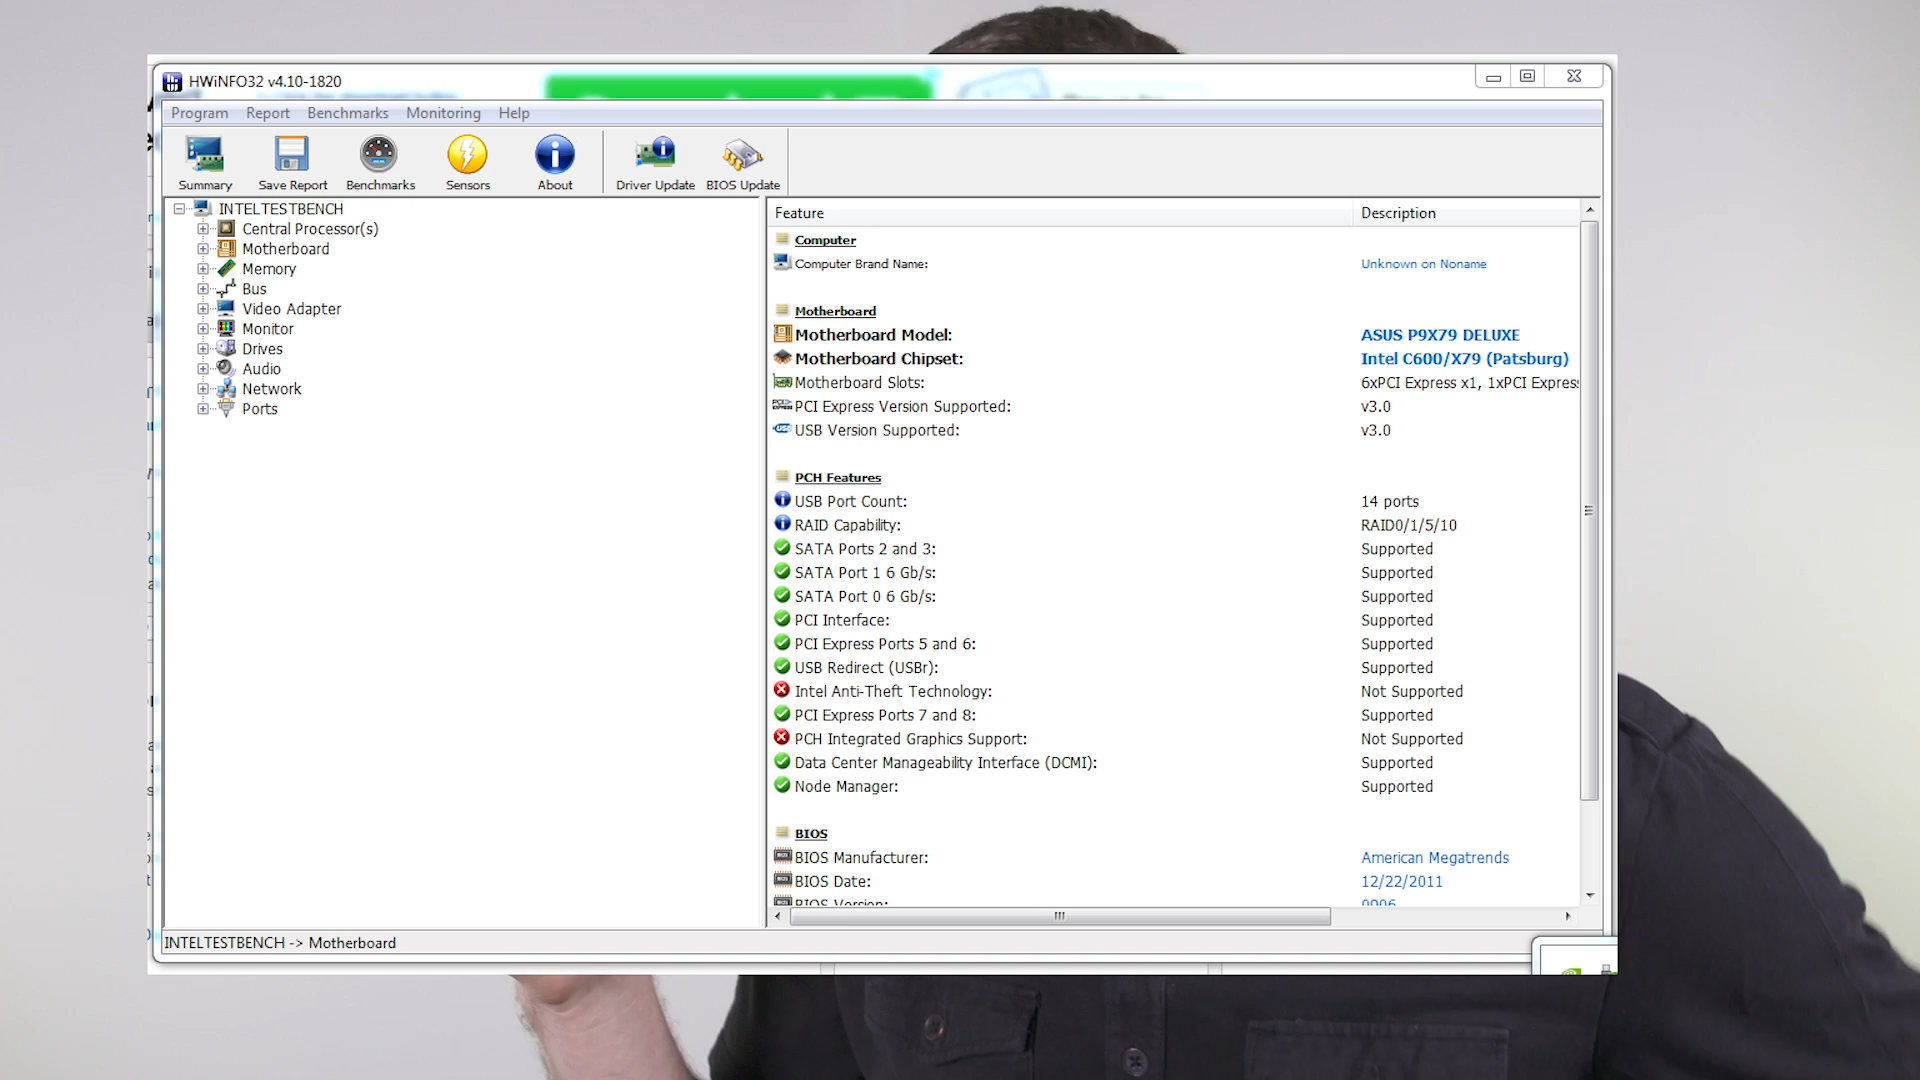 HWiNFO32 v4.10-1820
Program Report Benchmarks Monitoring Help
Summary Save Report Benchmarks Sensors About Driver Update BIOS Update
INTELTESTBENCH
Central Processor(s)
Motherboard
Memory
Bus
Video Adapter
Monitor
Drives
Audio
Network
Ports
Feature Description
Computer
Computer Brand Name: Unknown on Noname
Motherboard
Motherboard Model: ASUS P9X79 DELUXE
Motherboard Chipset: Intel C600/X79 (Patsburg)
Motherboard Slots: 6xPCI Express x1, 1xPCI Express
PCI Express Version Supported: v3.0
USB Version Supported: v3.0
PCH Features
USB Port Count: 14 ports
RAID Capability: RAID0/1/5/10
SATA Ports 2 and 3: Supported
SATA Port 1 6 Gb/s: Supported
SATA Port 0 6 Gb/s: Supported
PCI Interface: Supported
PCI Express Ports 5 and 6: Supported
USB Redirect (USBr): Supported
Intel Anti-Theft Technology: Not Supported
PCI Express Ports 7 and 8: Supported
PCH Integrated Graphics Support: Not Supported
Data Center Manageability Interface (DCMI): Supported
Node Manager: Supported
BIOS
BIOS Manufacturer: American Megatrends
BIOS Date: 12/22/2011
BIOS Version: 0906
INTELTESTBENCH -> Motherboard